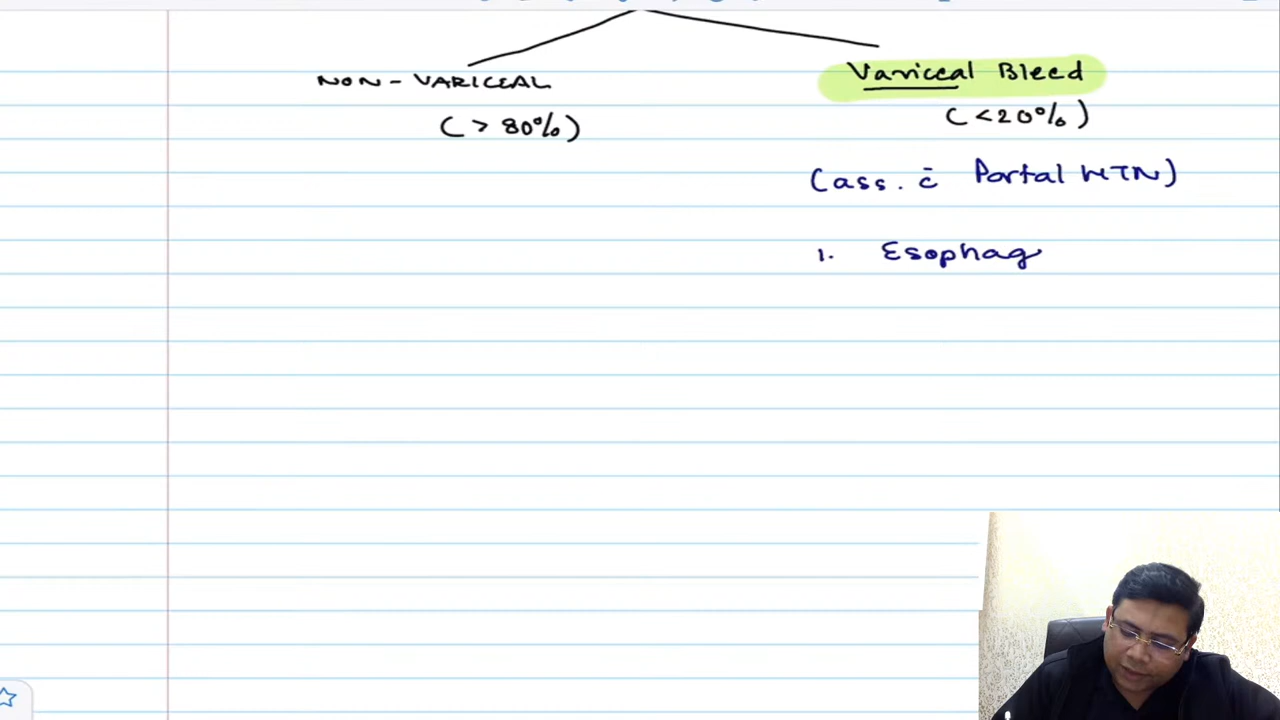 NON - VARICEAL
(> 80%)
Variceal Bleed
(<20%)
(ass. c̄ Portal HTN)
1. Esophag